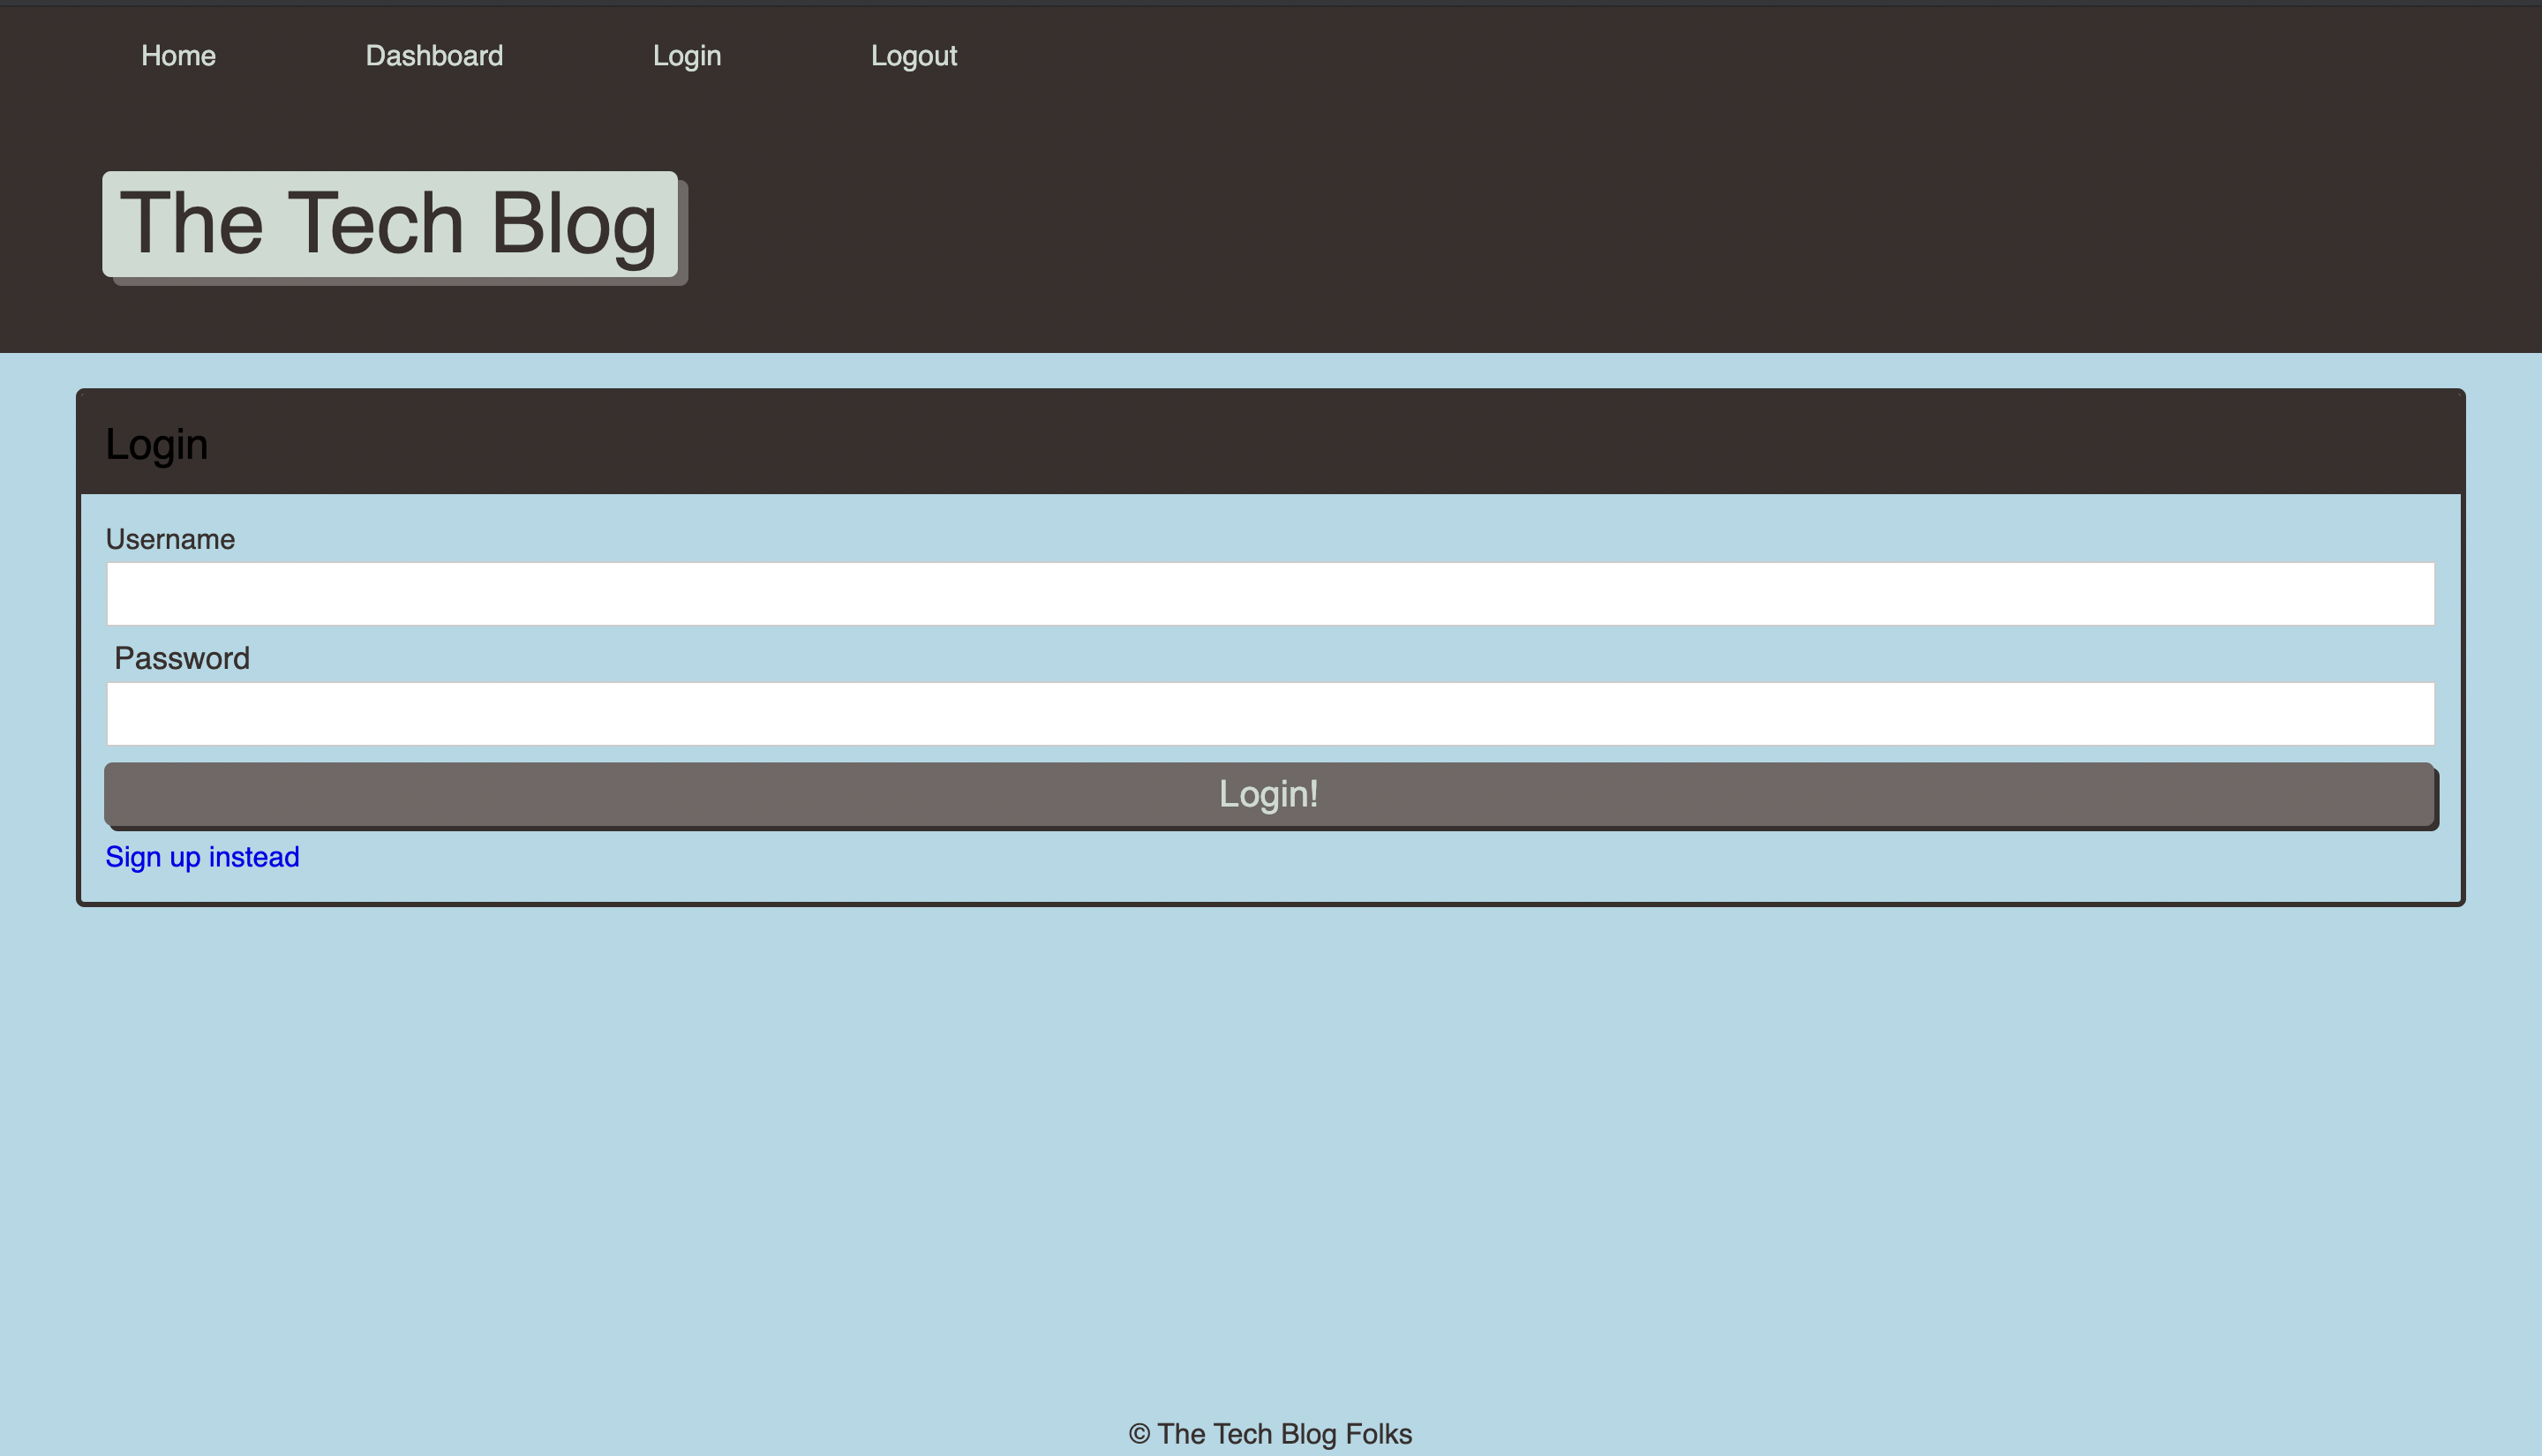 Home Dashboard Login Logout
The Tech Blog
Login
Username
Password
Login!
Sign up instead
© The Tech Blog Folks